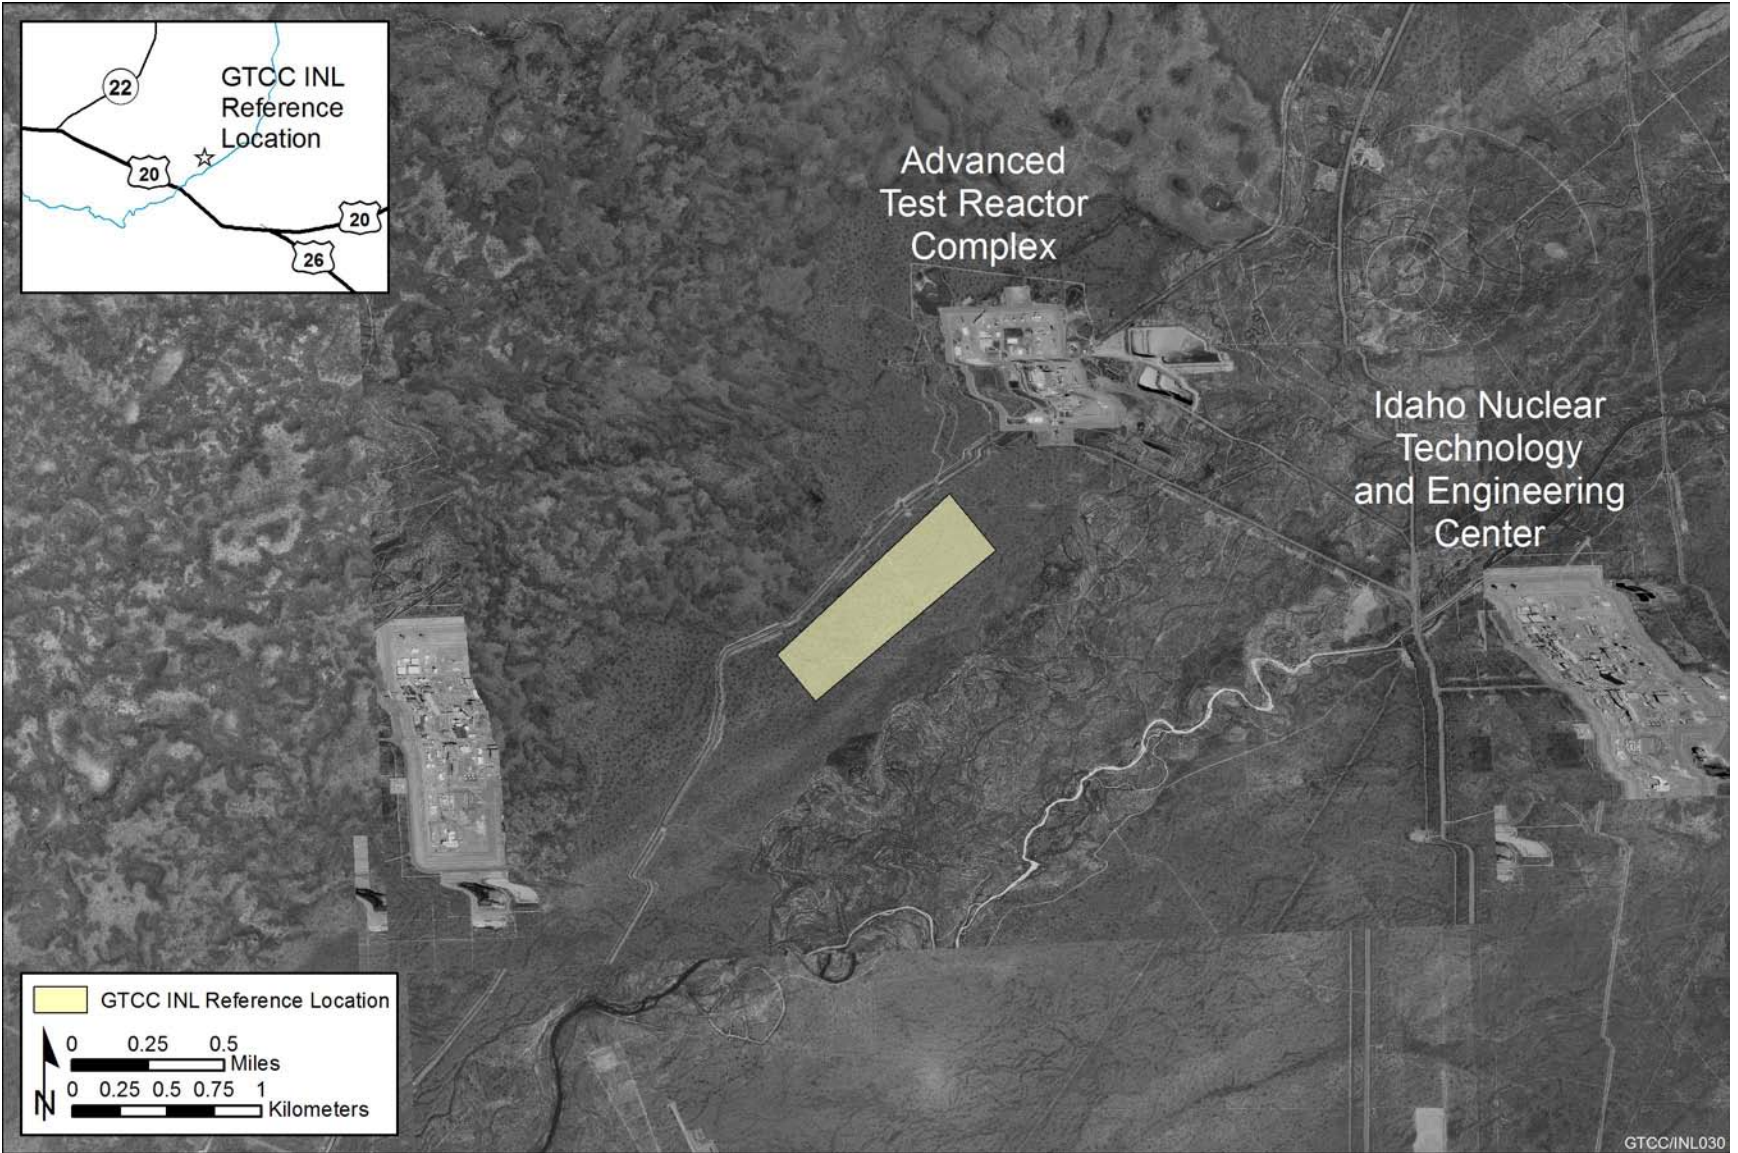 22
GTCC INL
Reference
Location
20
20
26
Advanced
Test Reactor
Complex
Idaho Nuclear
Technology
and Engineering
Center
GTCC INL Reference Location
0 0.25 0.5
Miles
0 0.25 0.5 0.75 1
Kilometers
N
GTCC/INL030